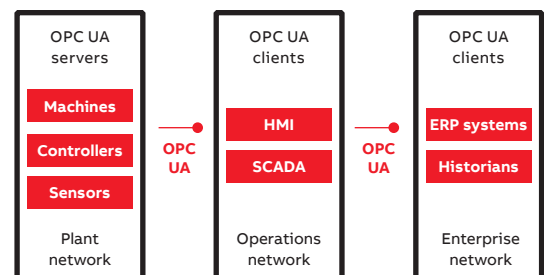 OPC UA
servers
Machines
Controllers
Sensors
Plant
network
OPC
UA
OPC UA
clients
HMI
SCADA
Operations
network
OPC
UA
OPC UA
clients
ERP systems
Historians
Enterprise
network